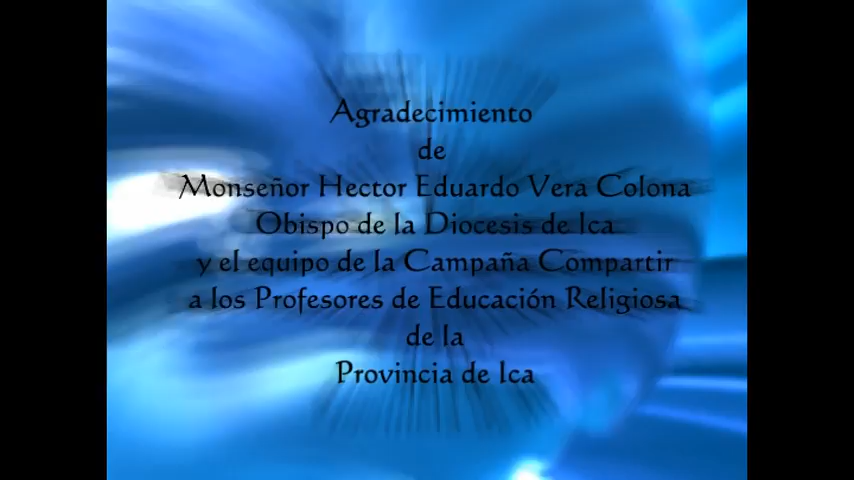 Agradecimiento
de
Monseñor Hector Eduardo Vera Colona
Obispo de la Diocesis de Ica
y el equipo de la Campaña Compartir
a los Profesores de Educación Religiosa
de la
Provincia de Ica